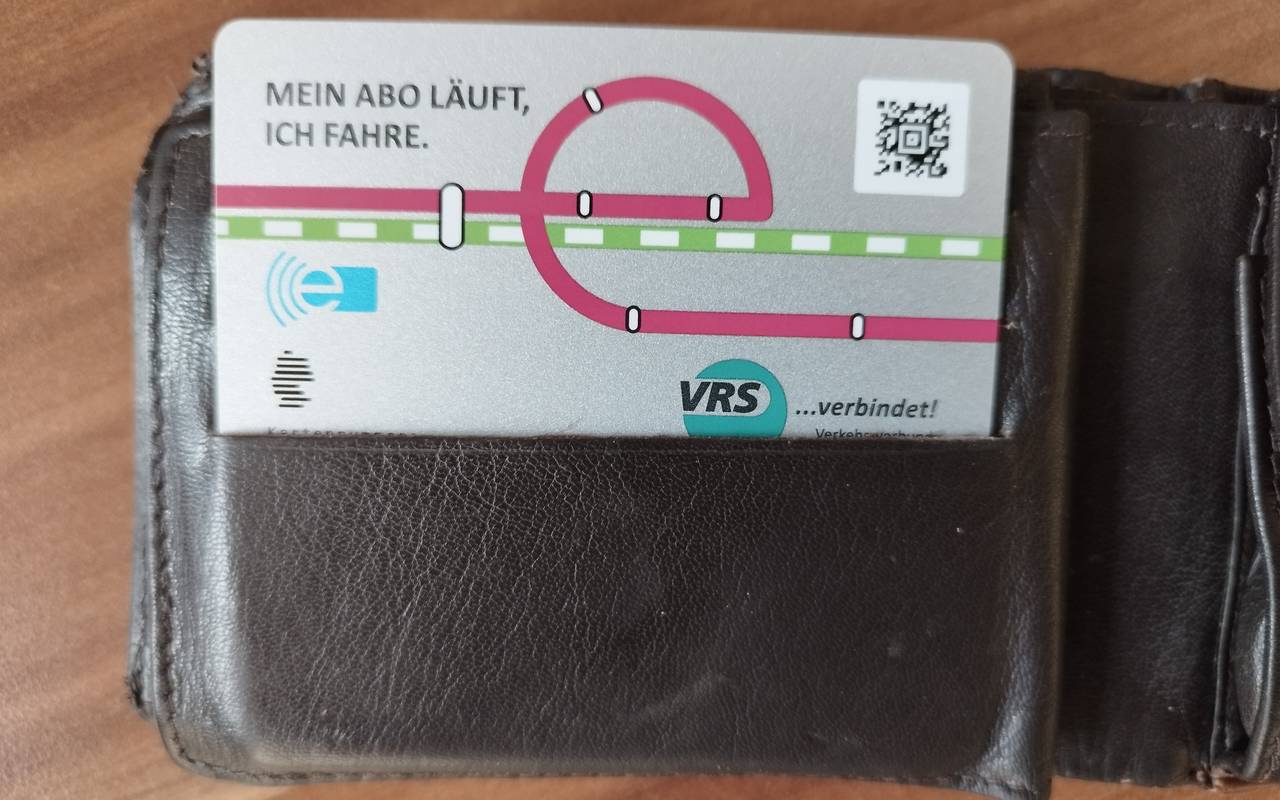 MEIN ABO LÄUFT,
ICH FAHRE.
e
VRS
...verbindet!